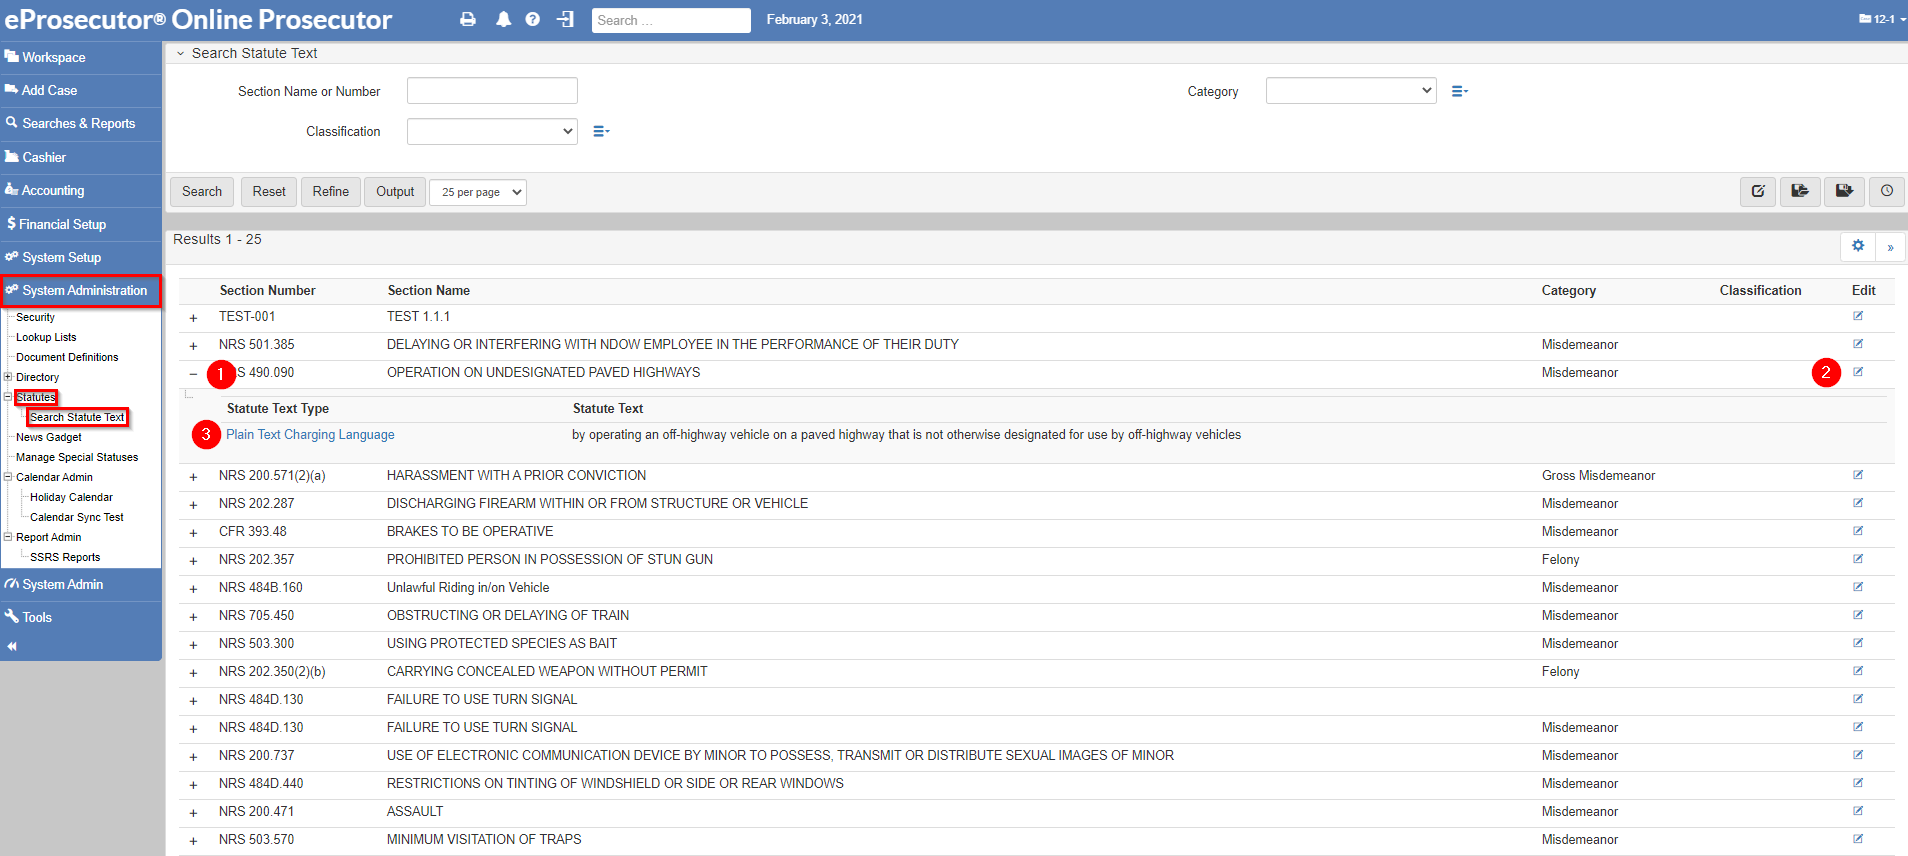 eProsecutor® Online Prosecutor
Search ...
February 3, 2021
12-1
Workspace
Add Case
Searches & Reports
Cashier
Accounting
$ Financial Setup
System Setup
System Administration
Security
Lookup Lists
Document Definitions
Directory
Statutes
Search Statute Text
News Gadget
Manage Special Statuses
Calendar Admin
Holiday Calendar
Calendar Sync Test
Report Admin
SSRS Reports
System Admin
Tools
Search Statute Text
Section Name or Number
Category
Classification
Search Reset Refine Output 25 per page
Results 1 - 25
»
Section Number Section Name Category Classification Edit
+ TEST-001 TEST 1.1.1
+ NRS 501.385 DELAYING OR INTERFERING WITH NDOW EMPLOYEE IN THE PERFORMANCE OF THEIR DUTY Misdemeanor
− 1 S 490.090 OPERATION ON UNDESIGNATED PAVED HIGHWAYS Misdemeanor 2
Statute Text Type Statute Text
3 Plain Text Charging Language by operating an off-highway vehicle on a paved highway that is not otherwise designated for use by off-highway vehicles
+ NRS 200.571(2)(a) HARASSMENT WITH A PRIOR CONVICTION Gross Misdemeanor
+ NRS 202.287 DISCHARGING FIREARM WITHIN OR FROM STRUCTURE OR VEHICLE Misdemeanor
+ CFR 393.48 BRAKES TO BE OPERATIVE Misdemeanor
+ NRS 202.357 PROHIBITED PERSON IN POSSESSION OF STUN GUN Felony
+ NRS 484B.160 Unlawful Riding in/on Vehicle Misdemeanor
+ NRS 705.450 OBSTRUCTING OR DELAYING OF TRAIN Misdemeanor
+ NRS 503.300 USING PROTECTED SPECIES AS BAIT Misdemeanor
+ NRS 202.350(2)(b) CARRYING CONCEALED WEAPON WITHOUT PERMIT Felony
+ NRS 484D.130 FAILURE TO USE TURN SIGNAL
+ NRS 484D.130 FAILURE TO USE TURN SIGNAL Misdemeanor
+ NRS 200.737 USE OF ELECTRONIC COMMUNICATION DEVICE BY MINOR TO POSSESS, TRANSMIT OR DISTRIBUTE SEXUAL IMAGES OF MINOR Misdemeanor
+ NRS 484D.440 RESTRICTIONS ON TINTING OF WINDSHIELD OR SIDE OR REAR WINDOWS Misdemeanor
+ NRS 200.471 ASSAULT Misdemeanor
+ NRS 503.570 MINIMUM VISITATION OF TRAPS Misdemeanor